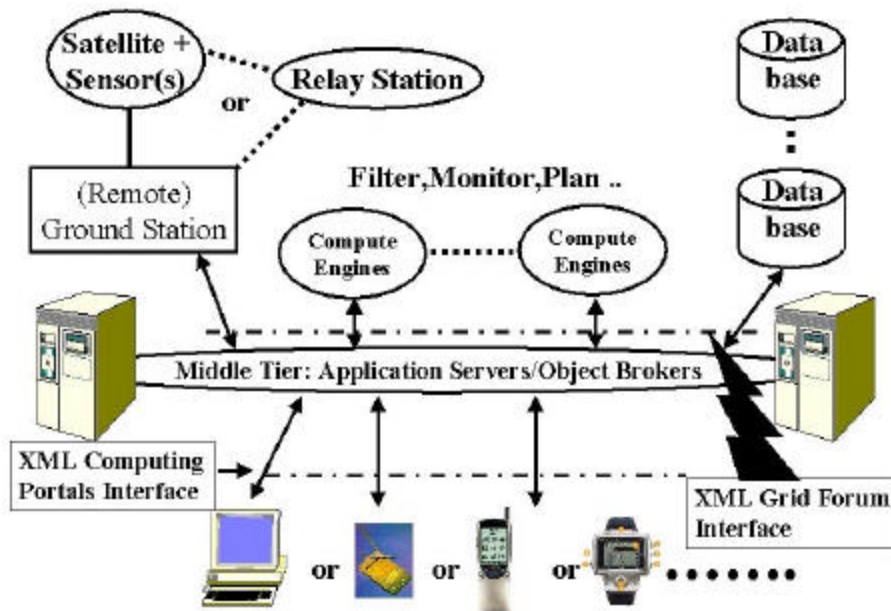 Satellite +
Sensor(s)
or
Relay Station
Data
base
(Remote)
Ground Station
Filter,Monitor,Plan ..
Data
base
Compute
Engines
Compute
Engines
Middle Tier: Application Servers/Object Brokers
XML Computing
Portals Interface
XML Grid Forum
Interface
or
or
or